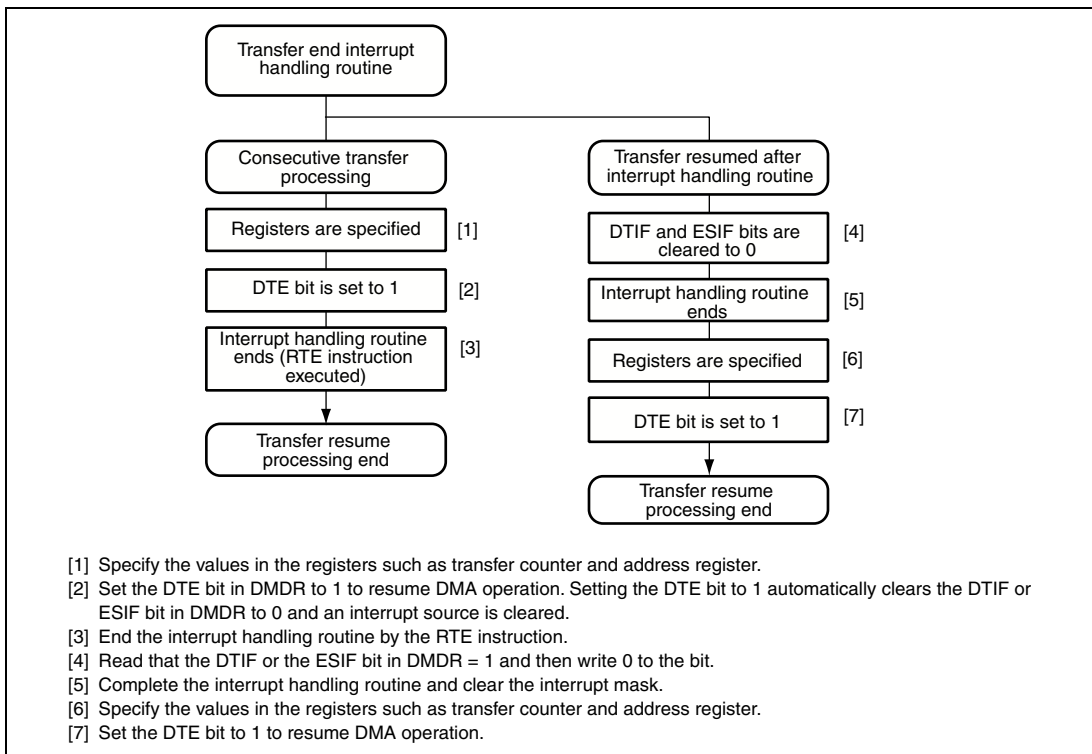 Transfer end interrupt
handling routine
Consecutive transfer
processing
Registers are specified [1]
DTE bit is set to 1 [2]
Interrupt handling routine
ends (RTE instruction
executed)
[3]
Transfer resume
processing end
Transfer resumed after
interrupt handling routine
DTIF and ESIF bits are
cleared to 0
[4]
Interrupt handling routine
ends
[5]
Registers are specified [6]
DTE bit is set to 1 [7]
Transfer resume
processing end
[1] Specify the values in the registers such as transfer counter and address register.
[2] Set the DTE bit in DMDR to 1 to resume DMA operation. Setting the DTE bit to 1 automatically clears the DTIF or
ESIF bit in DMDR to 0 and an interrupt source is cleared.
[3] End the interrupt handling routine by the RTE instruction.
[4] Read that the DTIF or the ESIF bit in DMDR = 1 and then write 0 to the bit.
[5] Complete the interrupt handling routine and clear the interrupt mask.
[6] Specify the values in the registers such as transfer counter and address register.
[7] Set the DTE bit to 1 to resume DMA operation.